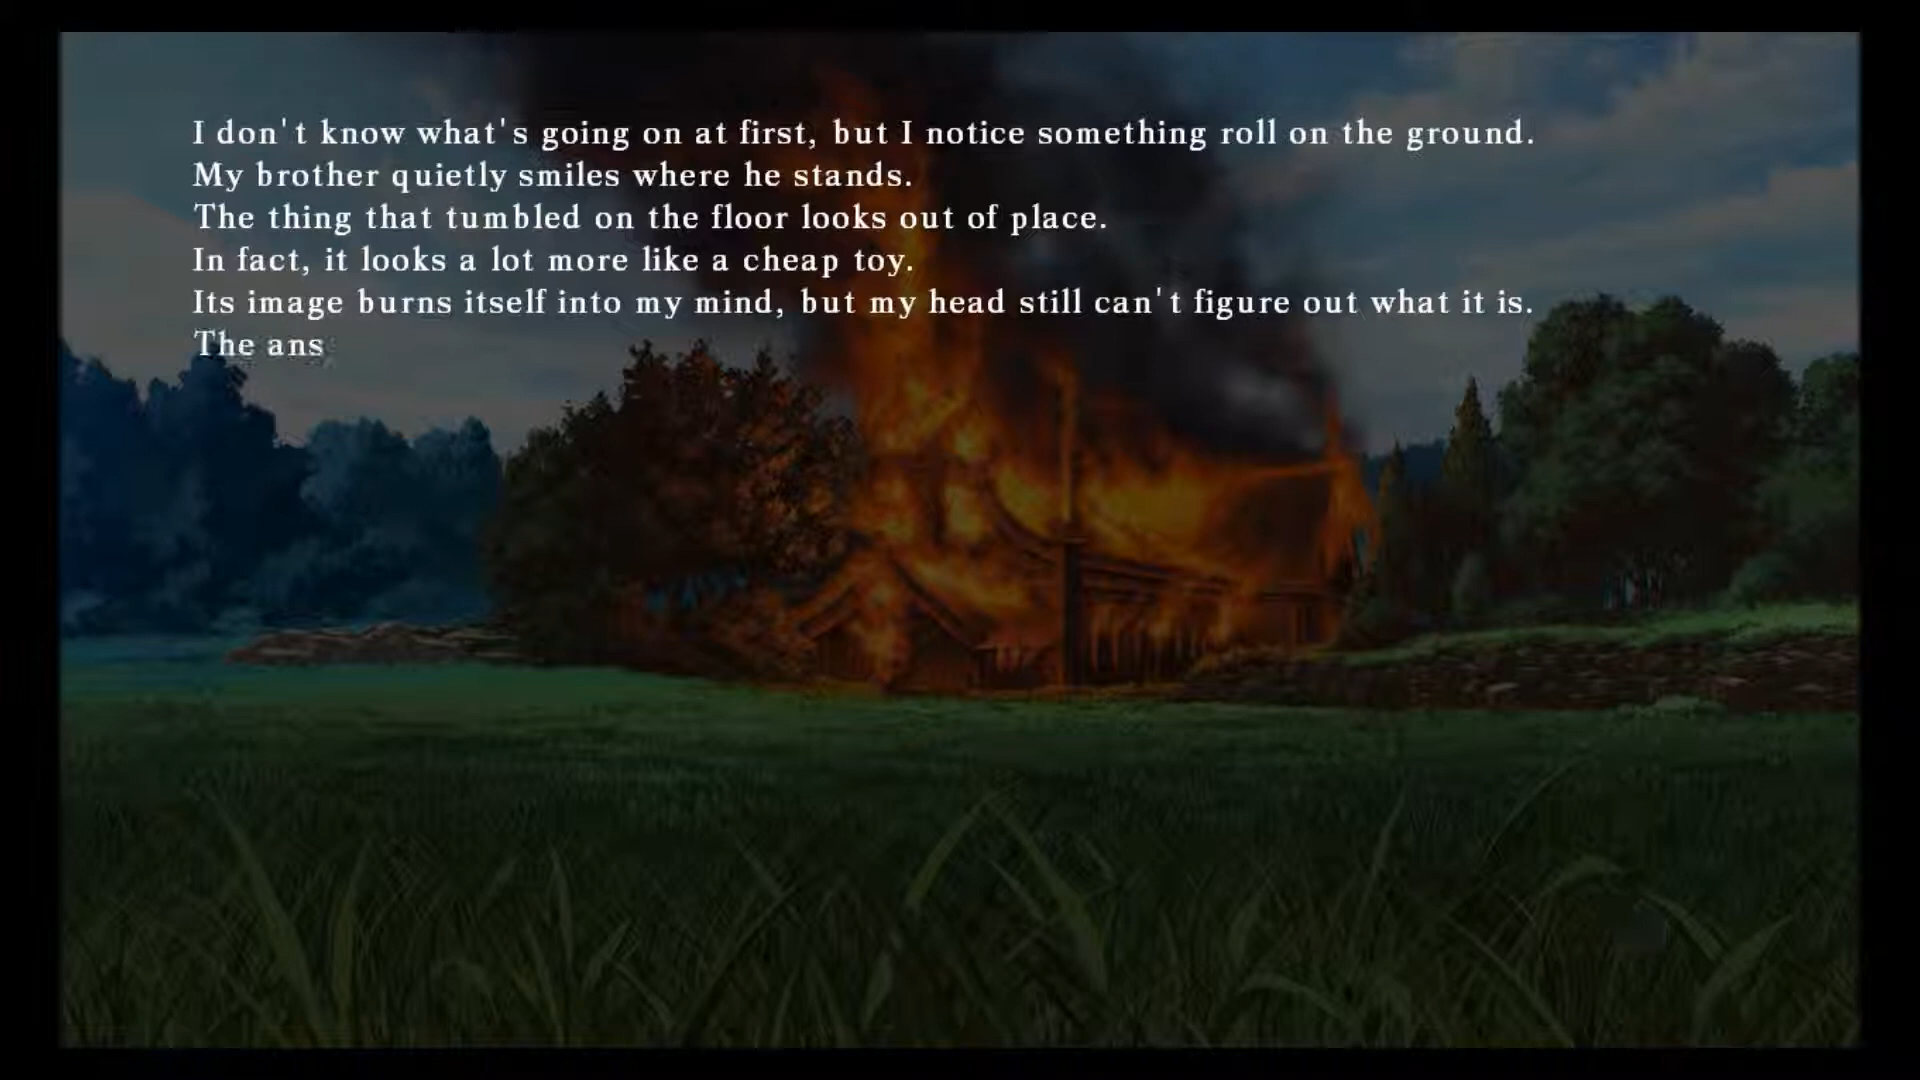 I don't know what's going on at first, but I notice something roll on the ground.
My brother quietly smiles where he stands.
The thing that tumbled on the floor looks out of place.
In fact, it looks a lot more like a cheap toy.
Its image burns itself into my mind, but my head still can't figure out what it is.
The ans